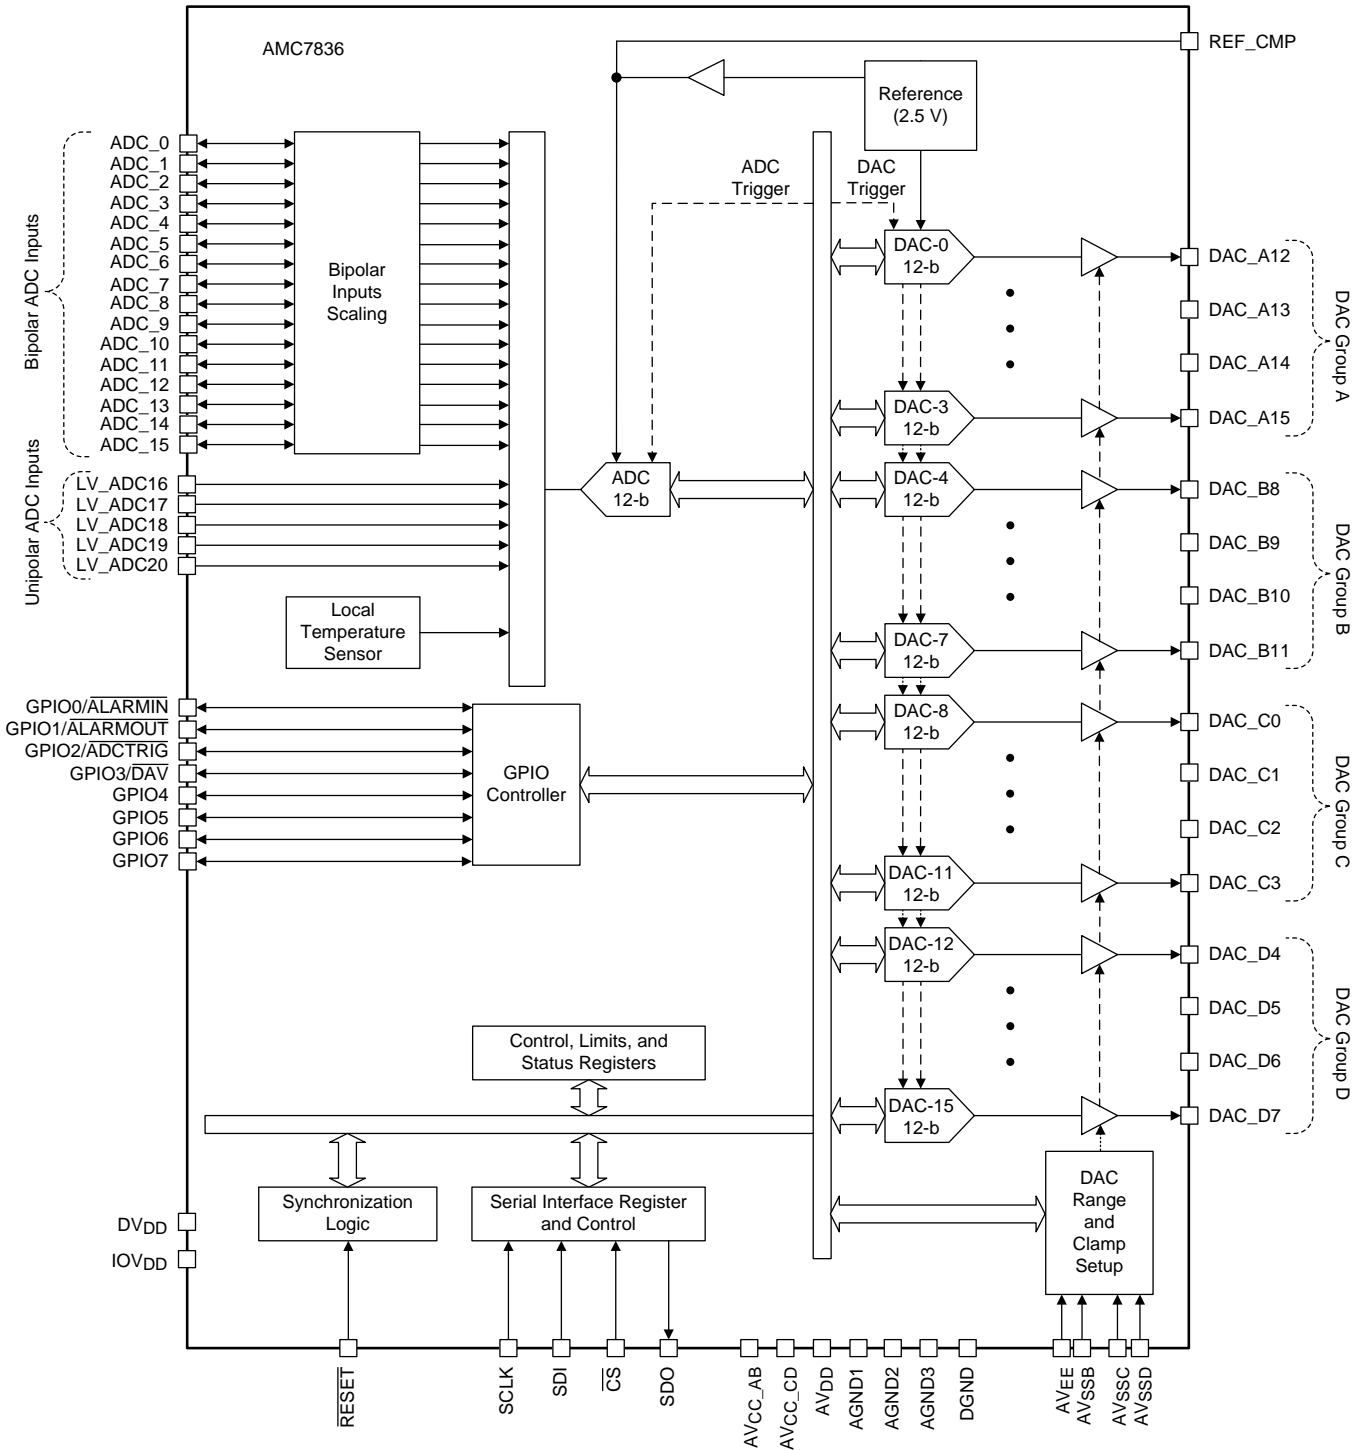 AMC7836
REF_CMP
Reference
(2.5 V)
ADC
Trigger
DAC
Trigger
Bipolar ADC Inputs
ADC_0
ADC_1
ADC_2
ADC_3
ADC_4
ADC_5
ADC_6
ADC_7
ADC_8
ADC_9
ADC_10
ADC_11
ADC_12
ADC_13
ADC_14
ADC_15
Bipolar
Inputs
Scaling
Unipolar ADC Inputs
LV_ADC16
LV_ADC17
LV_ADC18
LV_ADC19
LV_ADC20
Local
Temperature
Sensor
ADC
12-b
GPIO0/ALARMIN
GPIO1/ALARMOUT
GPIO2/ADCTRIG
GPIO3/DAV
GPIO4
GPIO5
GPIO6
GPIO7
GPIO
Controller
DAC-0
12-b
DAC-3
12-b
DAC-4
12-b
DAC-7
12-b
DAC-8
12-b
DAC-11
12-b
DAC-12
12-b
DAC-15
12-b
DAC_A12
DAC_A13
DAC_A14
DAC_A15
DAC Group A
DAC_B8
DAC_B9
DAC_B10
DAC_B11
DAC Group B
DAC_C0
DAC_C1
DAC_C2
DAC_C3
DAC Group C
DAC_D4
DAC_D5
DAC_D6
DAC_D7
DAC Group D
Control, Limits, and
Status Registers
Synchronization
Logic
Serial Interface Register
and Control
DAC
Range
and
Clamp
Setup
DVDD
IOVDD
RESET
SCLK
SDI
CS
SDO
AVCC_AB
AVCC_CD
AVDD
AGND1
AGND2
AGND3
DGND
AVEE
AVSSB
AVSSC
AVSSD